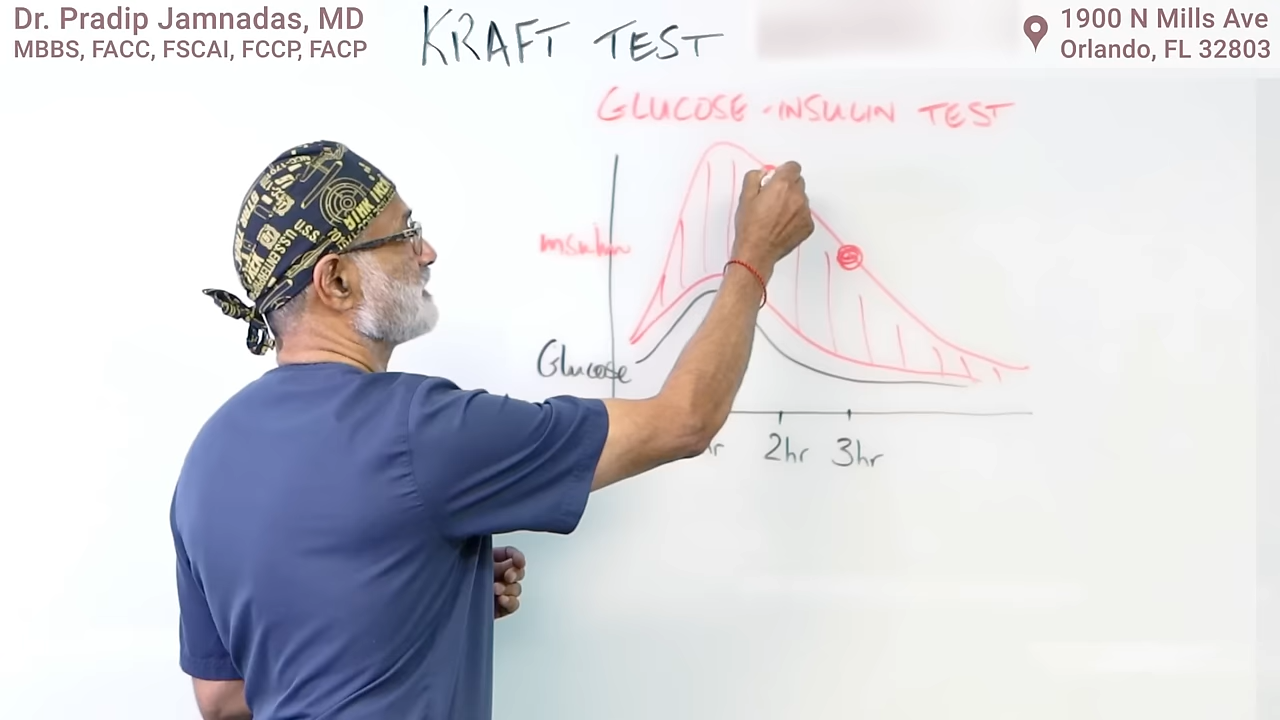 Dr. Pradip Jamnadas, MD
MBBS, FACC, FSCAI, FCCP, FACP
1900 N Mills Ave
Orlando, FL 32803
KRAFT TEST
GLUCOSE-INSULIN TEST
insulin
Glucose
2hr 3hr